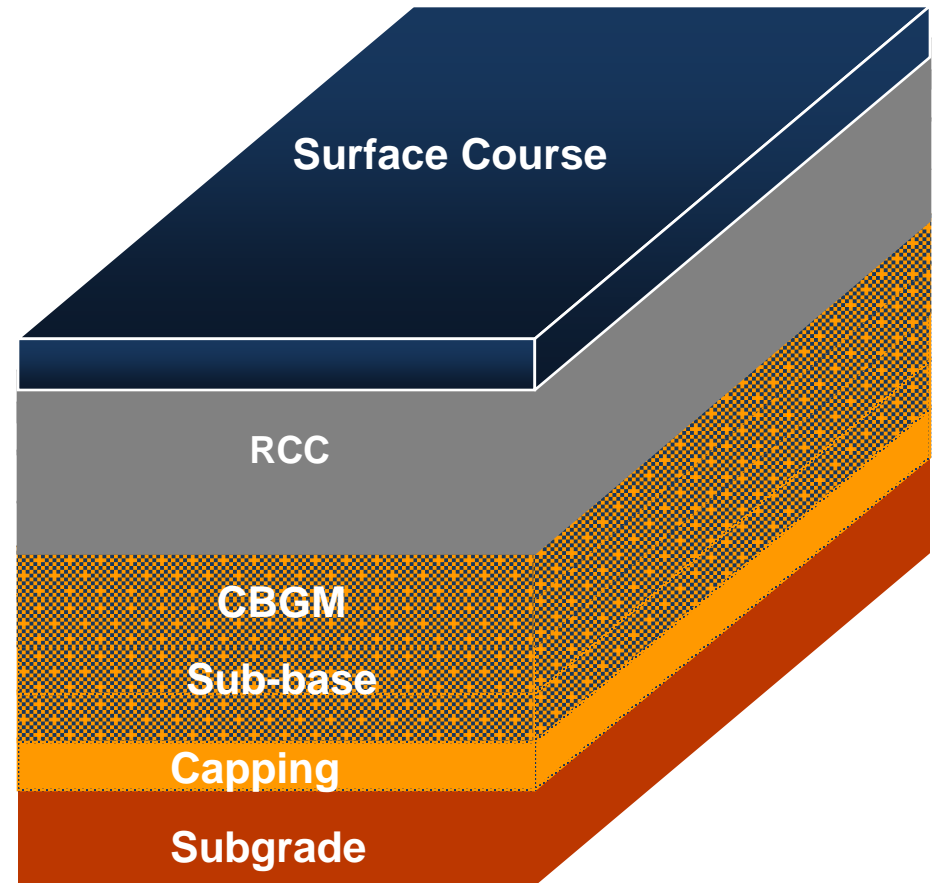 Surface Course
RCC
CBGM
Sub-base
Capping
Subgrade